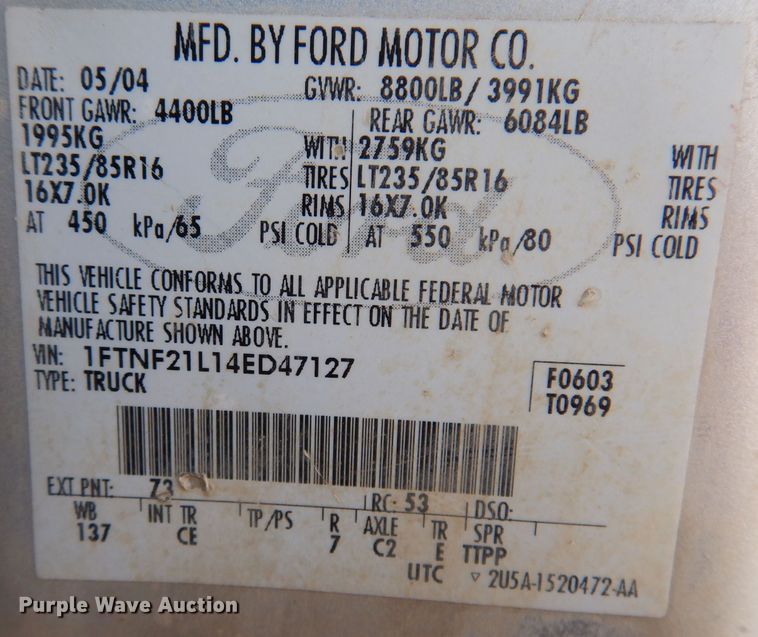 MFD. BY FORD MOTOR CO.
DATE: 05/04 GVWR: 8800LB/ 3991KG
FRONT GAWR: 4400LB REAR GAWR: 6084LB
1995KG WITH 2759KG WITH
LT235/85R16 TIRES LT235/85R16 TIRES
16X7.0K RIMS 16X7.0K RIMS
AT 450 kPa/65 PSI COLD AT 550 kPa/80 PSI COLD
Ford
THIS VEHICLE CONFORMS TO ALL APPLICABLE FEDERAL MOTOR
VEHICLE SAFETY STANDARDS IN EFFECT ON THE DATE OF
MANUFACTURE SHOWN ABOVE.
VIN: 1FTNF21L14ED47127
TYPE: TRUCK
F0603
T0969
EXT PNT: Z3 RC: 53 DSO:
WB INT TR TP/PS R AXLE TR SPR
137 CE 7 C2 E TTPP
UTC ▽ 2U5A-1520472-AA
Purple Wave Auction